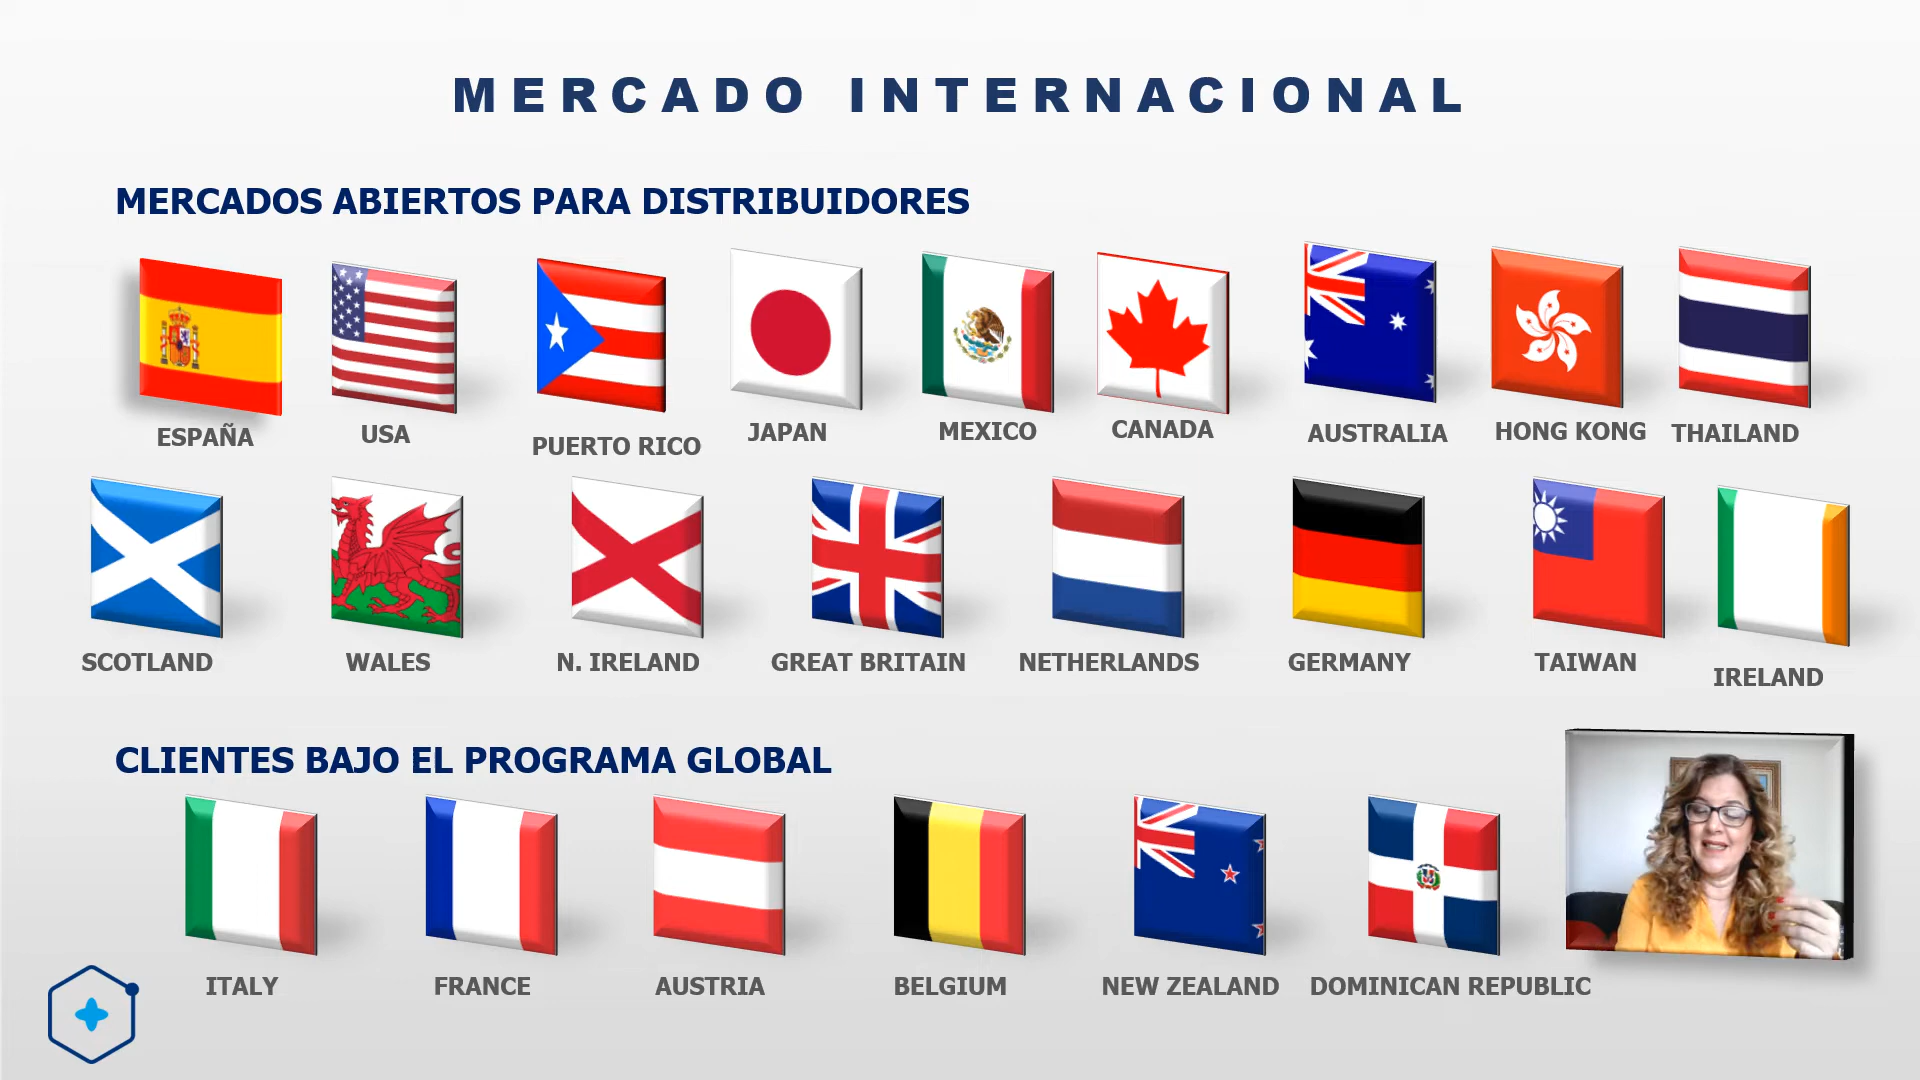 MERCADO INTERNACIONAL
MERCADOS ABIERTOS PARA DISTRIBUIDORES
ESPAÑA
USA
PUERTO RICO
JAPAN
MEXICO
CANADA
AUSTRALIA
HONG KONG
THAILAND
SCOTLAND
WALES
N. IRELAND
GREAT BRITAIN
NETHERLANDS
GERMANY
TAIWAN
IRELAND
CLIENTES BAJO EL PROGRAMA GLOBAL
ITALY
FRANCE
AUSTRIA
BELGIUM
NEW ZEALAND
DOMINICAN REPUBLIC